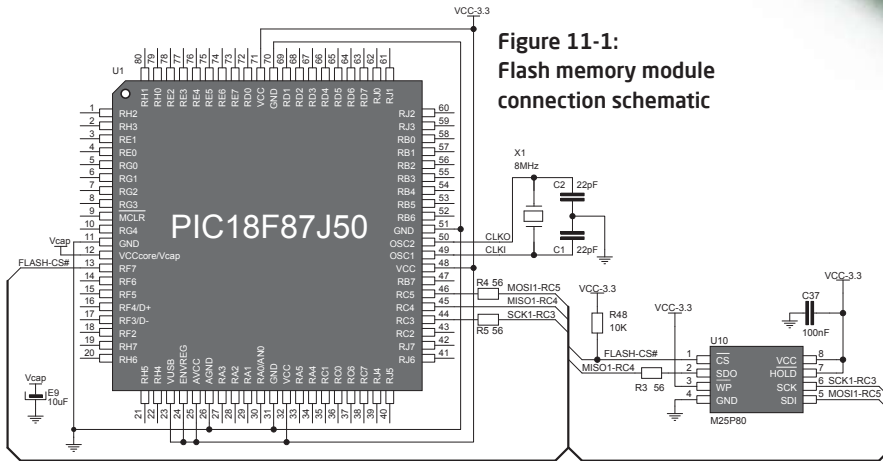 VCC-3.3
Figure 11-1:
Flash memory module
connection schematic
80 79 78 77 76 75 74 73 72 71 70 69 68 67 66 65 64 63 62 61
U1
RH1 RH0 RE2 RE3 RE4 RE5 RE6 RE7 RD0 VCC GND RD1 RD2 RD3 RD4 RD5 RD6 RD7 RJ0 RJ1
1 RH2
2 RH3
3 RE1
4 RE0
5 RG0
6 RG1
7 RG2
8 RG3
9 MCLR
10 RG4
11 GND
Vcap
12 VCCcore/Vcap
FLASH-CS# 13 RF7
14 RF6
15 RF5
16 RF4/D+
17 RF3/D-
18 RF2
19 RH7
20 RH6
PIC18F87J50
RJ2 60
RJ3 59
RB0 58
RB1 57
RB2 56
RB3 55
RB4 54
RB5 53
RB6 52
GND 51
OSC2 50 CLKO
OSC1 49 CLKI
VCC 48
RB7 47
RC5 46
RC4 45
RC3 44
RC2 43
RJ7 42
RJ6 41
RH5 RH4 VUSB ENVREG AVCC AGND RA3 RA2 RA1 RA0/AN0 GND VCC RA5 RA4 RC1 RC0 RC6 RC7 RJ4 RJ5
21 22 23 24 25 26 27 28 29 30 31 32 33 34 35 36 37 38 39 40
Vcap
E9
10uF
X1
8MHz
C2 22pF
C1 22pF
R4 56 MOSI1-RC5
MISO1-RC4
R5 56 SCK1-RC3
VCC-3.3
R48
10K
VCC-3.3
VCC-3.3
C37
100nF
U10
FLASH-CS# 1 CS
MISO1-RC4 2 SDO
R3 56
3 WP
4 GND
VCC 8
HOLD 7
SCK 6 SCK1-RC3
SDI 5 MOSI1-RC5
M25P80